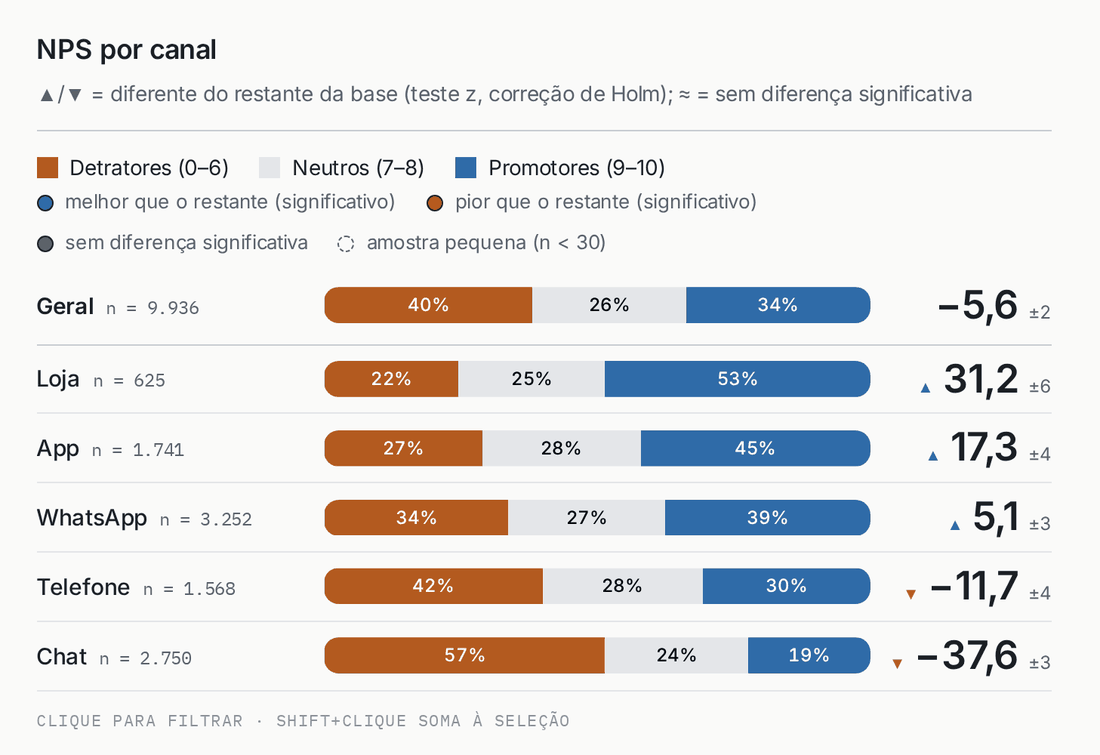 NPS por canal
▲/▼ = diferente do restante da base (teste z, correção de Holm); ≈ = sem diferença significativa
Detratores (0–6) Neutros (7–8) Promotores (9–10)
melhor que o restante (significativo) pior que o restante (significativo)
sem diferença significativa amostra pequena (n < 30)
Geral n = 9.936 40% 26% 34% −5,6 ±2
Loja n = 625 22% 25% 53% ▲ 31,2 ±6
App n = 1.741 27% 28% 45% ▲ 17,3 ±4
WhatsApp n = 3.252 34% 27% 39% ▲ 5,1 ±3
Telefone n = 1.568 42% 28% 30% ▼ −11,7 ±4
Chat n = 2.750 57% 24% 19% ▼ −37,6 ±3
CLIQUE PARA FILTRAR · SHIFT+CLIQUE SOMA À SELEÇÃO